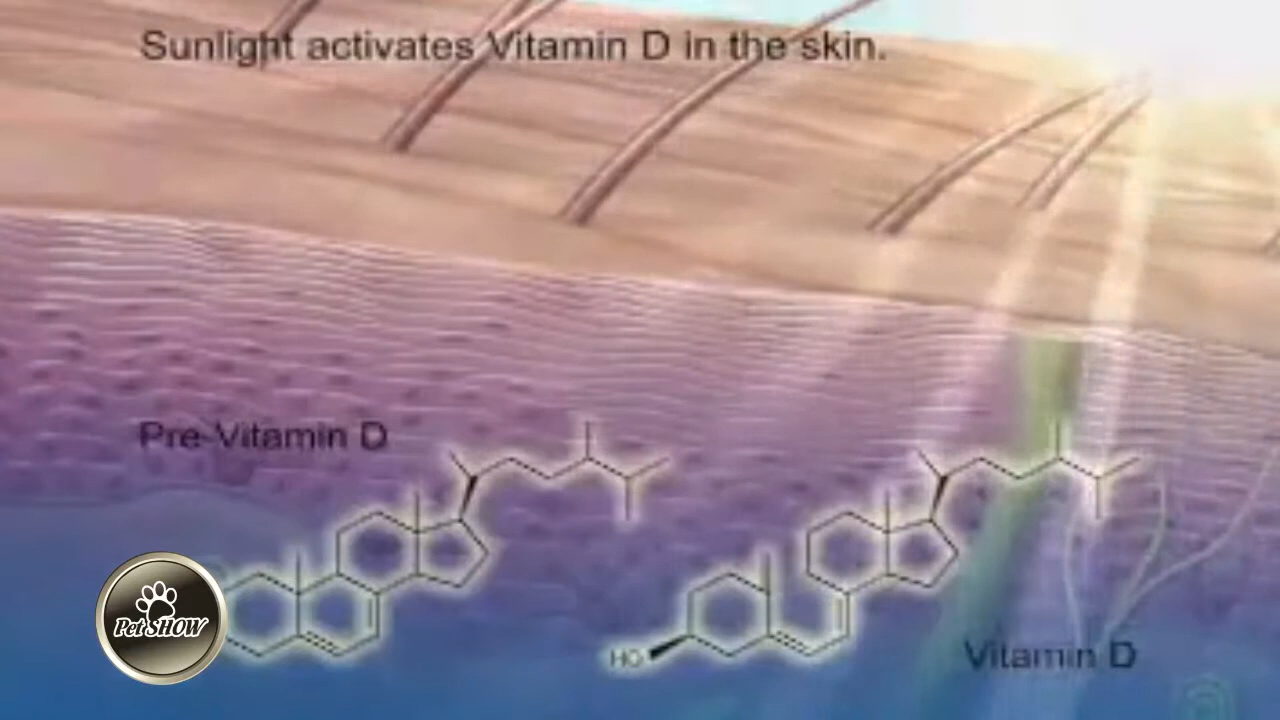 Sunlight activates Vitamin D in the skin.
Pre-Vitamin D
Pet SHOW
HO
Vitamin D